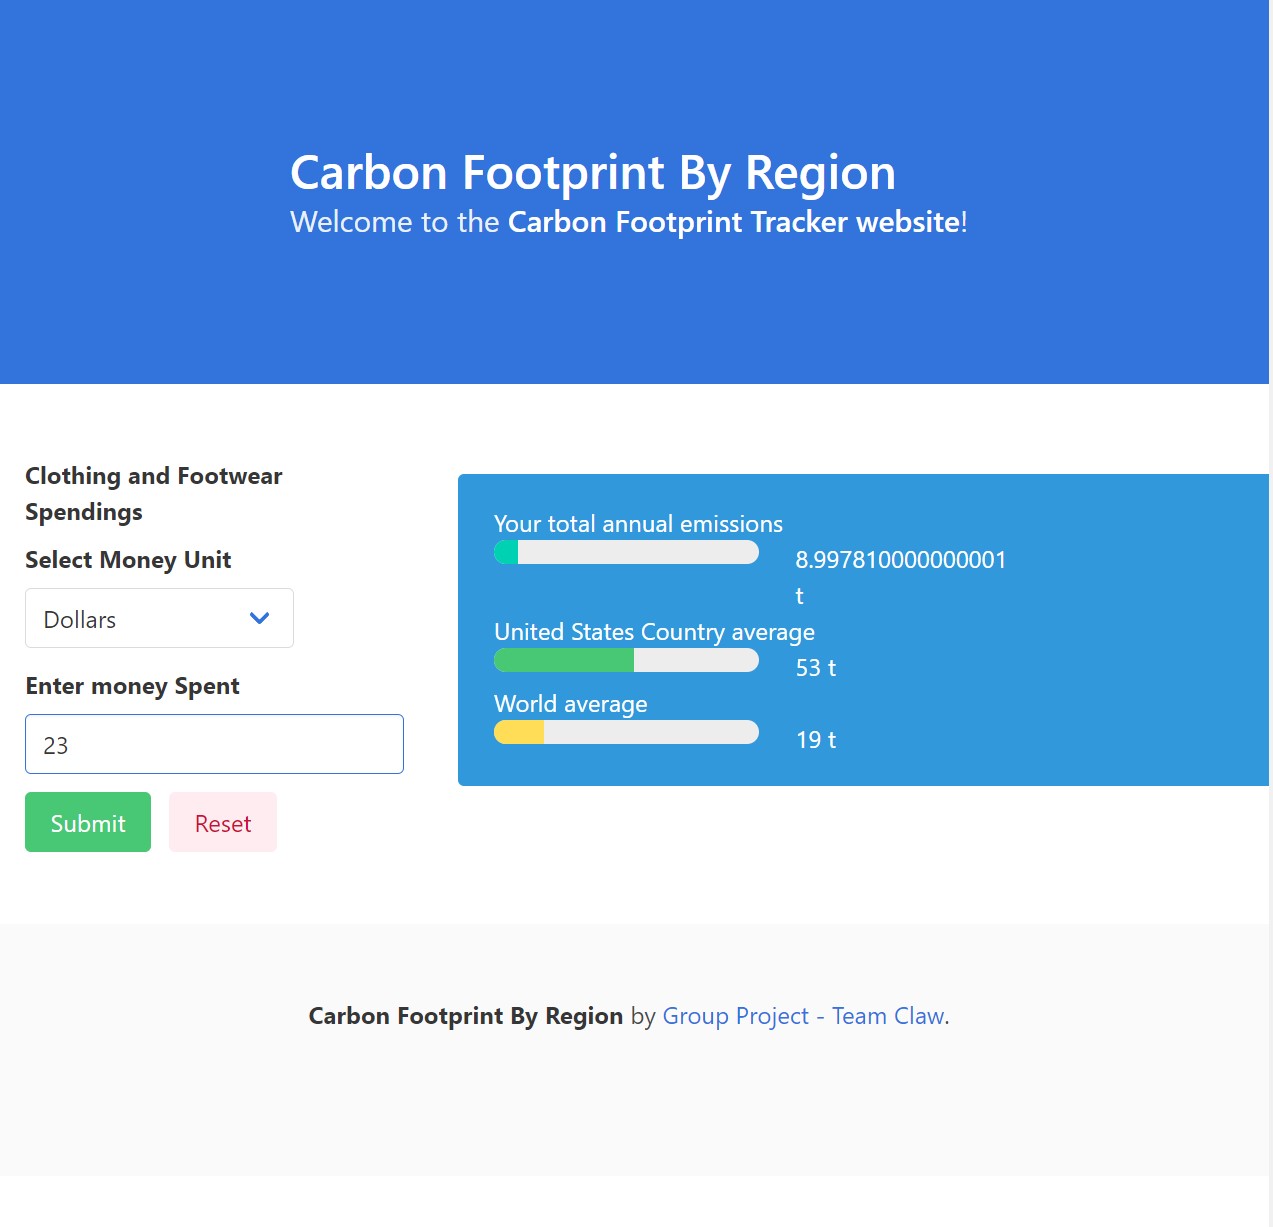 Carbon Footprint By Region
Welcome to the Carbon Footprint Tracker website!
Clothing and Footwear
Spendings
Select Money Unit
Dollars
Enter money Spent
23
Submit
Reset
Your total annual emissions
8.997810000000001
t
United States Country average
53 t
World average
19 t
Carbon Footprint By Region by Group Project - Team Claw.